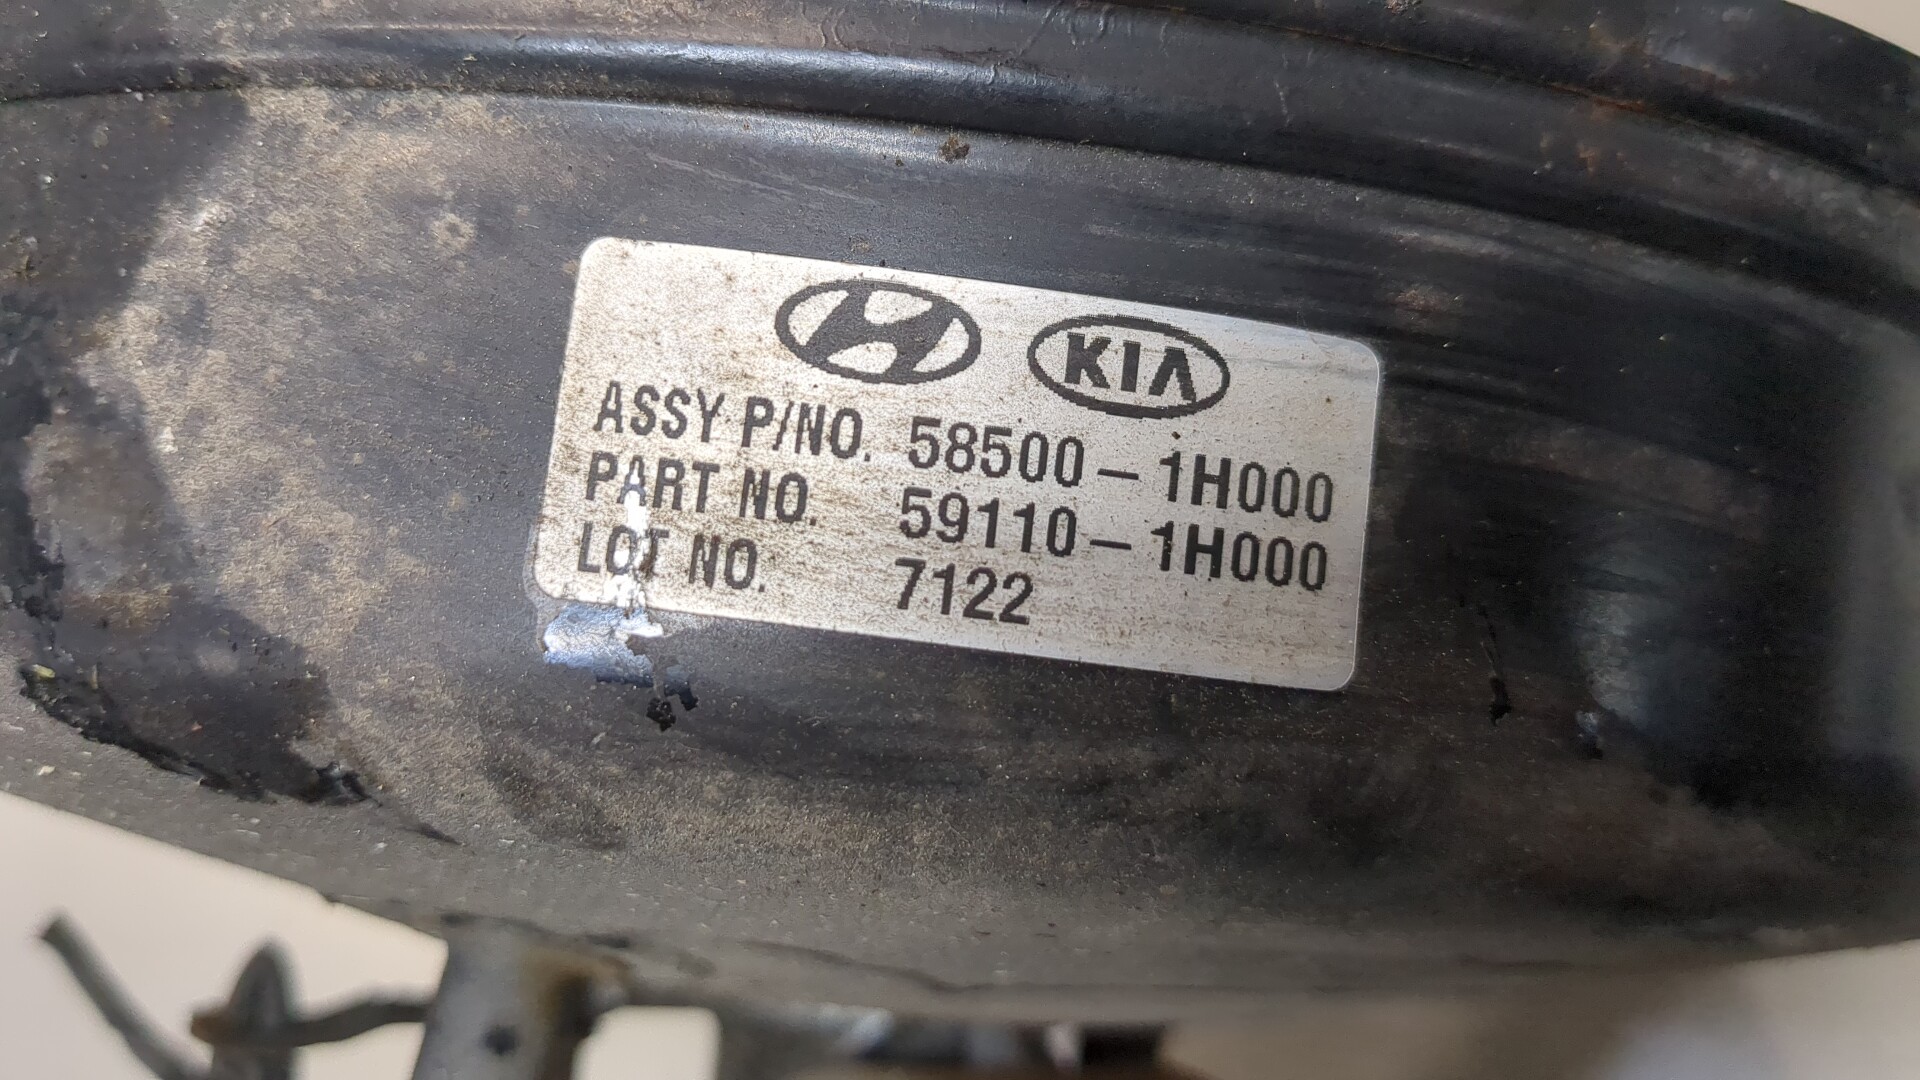 KIA
ASSY P/NO. 58500-1H000
PART NO. 59110-1H000
LOT NO. 7122